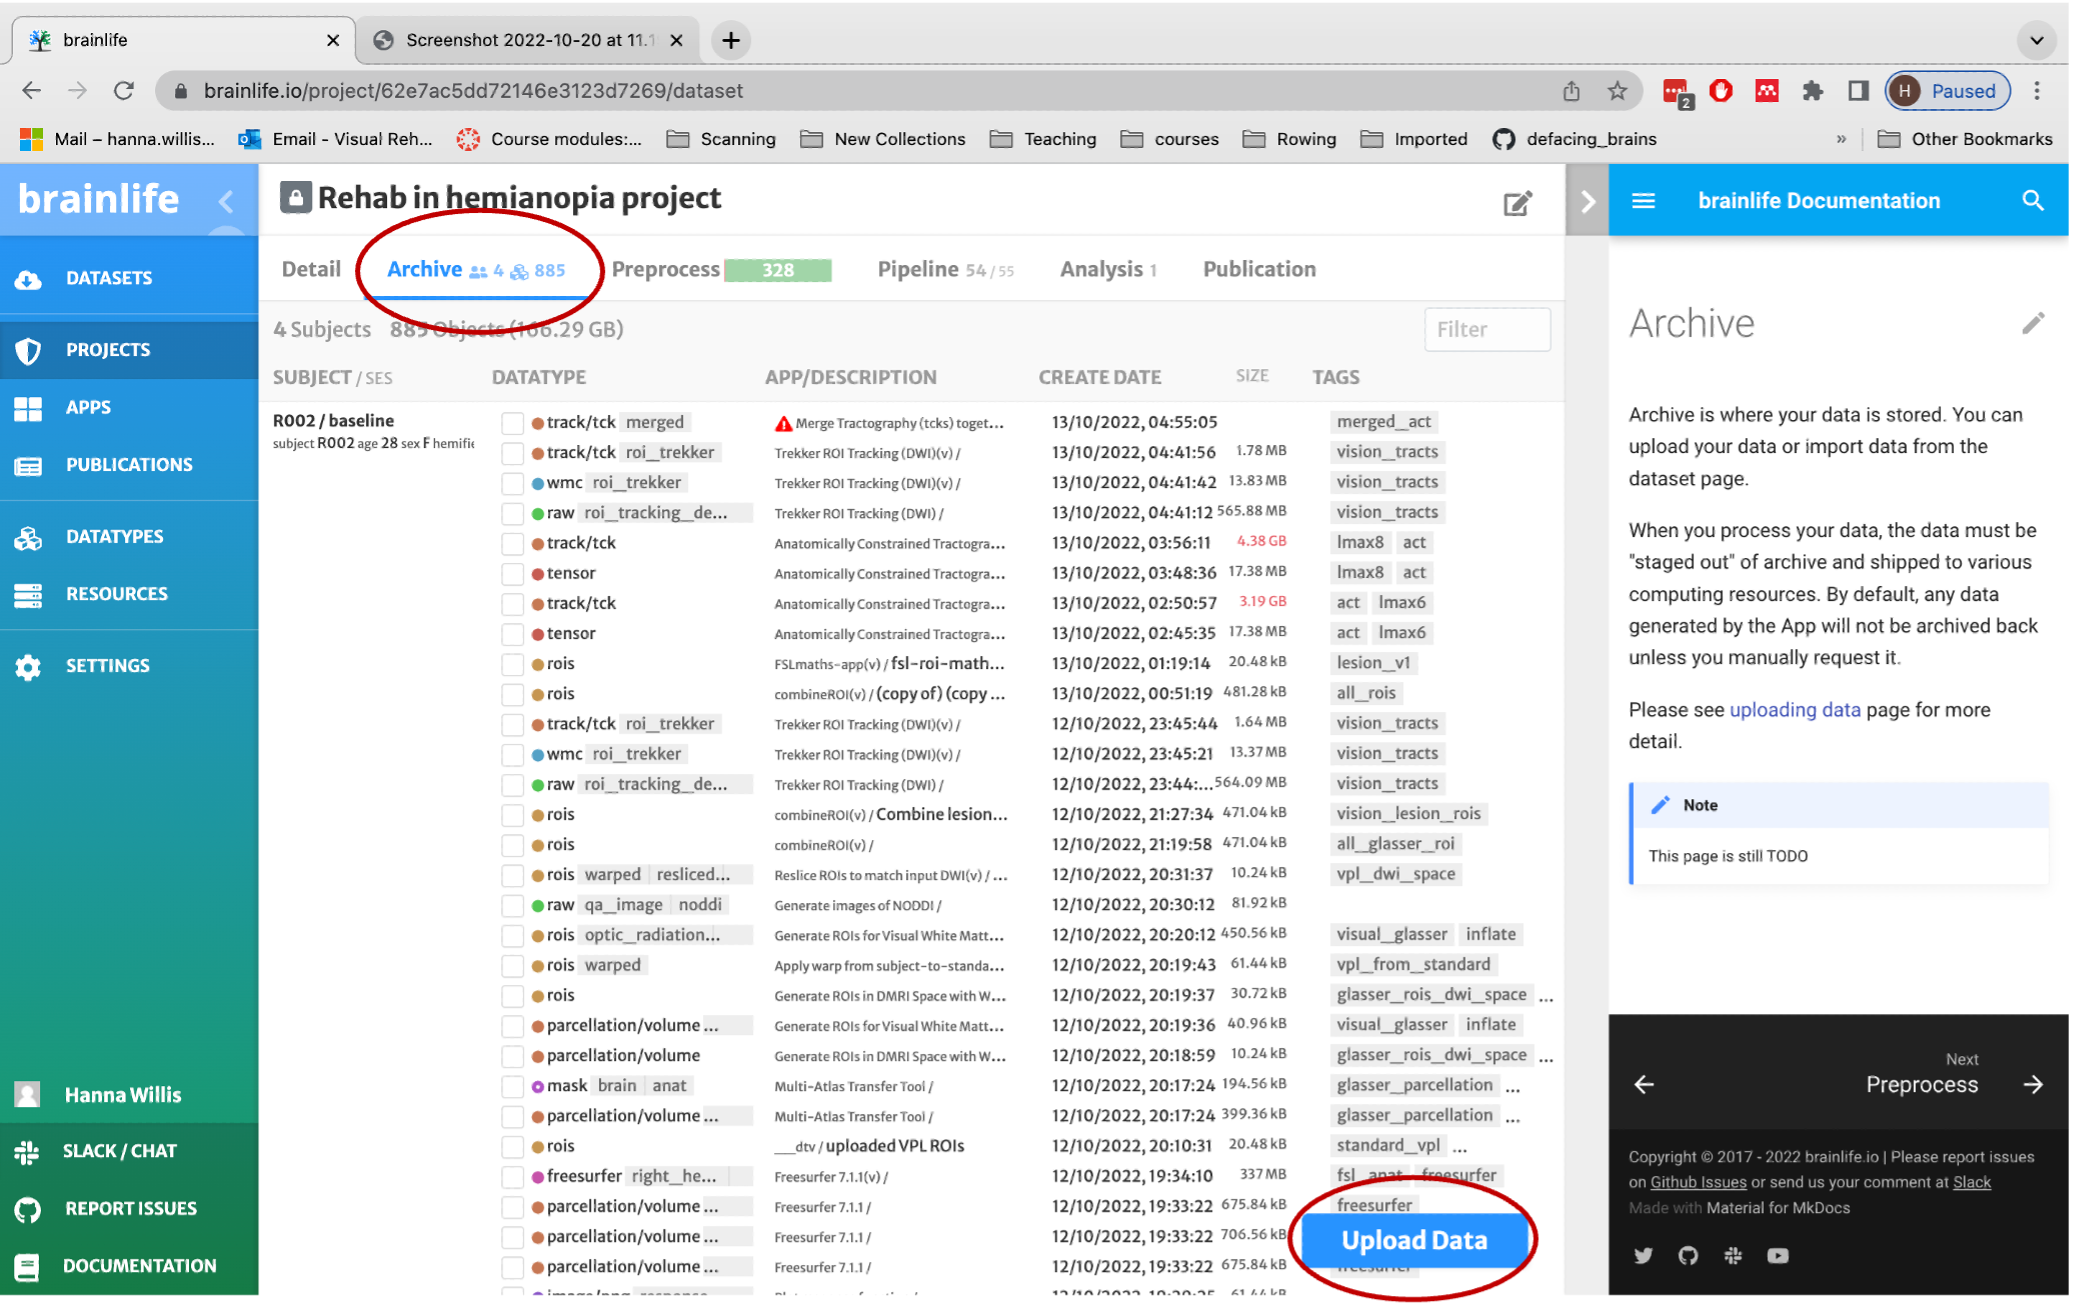 brainlife
Screenshot 2022-10-20 at 11.1
brainlife.io/project/62e7ac5dd72146e3123d7269/dataset
2
H Paused
Mail – hanna.willis... Email - Visual Reh... Course modules:... Scanning New Collections Teaching courses Rowing Imported defacing_brains » Other Bookmarks
brainlife
DATASETS
PROJECTS
APPS
PUBLICATIONS
DATATYPES
RESOURCES
SETTINGS
Hanna Willis
SLACK / CHAT
REPORT ISSUES
DOCUMENTATION
Rehab in hemianopia project
Detail Archive 4 885 Preprocess 328 Pipeline 54 / 55 Analysis 1 Publication
4 Subjects 885 Objects (166.29 GB) Filter
SUBJECT / SES DATATYPE APP/DESCRIPTION CREATE DATE SIZE TAGS
R002 / baseline
subject R002 age 28 sex F hemifie
track/tck merged Merge Tractography (tcks) toget... 13/10/2022, 04:55:05 merged_act
track/tck roi_trekker Trekker ROI Tracking (DWI)(v) / 13/10/2022, 04:41:56 1.78 MB vision_tracts
wmc roi_trekker Trekker ROI Tracking (DWI)(v) / 13/10/2022, 04:41:42 13.83 MB vision_tracts
raw roi_tracking_de... Trekker ROI Tracking (DWI) / 13/10/2022, 04:41:12 565.88 MB vision_tracts
track/tck Anatomically Constrained Tractogra... 13/10/2022, 03:56:11 4.38 GB lmax8 act
tensor Anatomically Constrained Tractogra... 13/10/2022, 03:48:36 17.38 MB lmax8 act
track/tck Anatomically Constrained Tractogra... 13/10/2022, 02:50:57 3.19 GB act lmax6
tensor Anatomically Constrained Tractogra... 13/10/2022, 02:45:35 17.38 MB act lmax6
rois FSLmaths-app(v) / fsl-roi-math... 13/10/2022, 01:19:14 20.48 kB lesion_v1
rois combineROI(v) / (copy of) (copy ... 13/10/2022, 00:51:19 481.28 kB all_rois
track/tck roi_trekker Trekker ROI Tracking (DWI)(v) / 12/10/2022, 23:45:44 1.64 MB vision_tracts
wmc roi_trekker Trekker ROI Tracking (DWI)(v) / 12/10/2022, 23:45:21 13.37 MB vision_tracts
raw roi_tracking_de... Trekker ROI Tracking (DWI) / 12/10/2022, 23:44:... 564.09 MB vision_tracts
rois combineROI(v) / Combine lesion... 12/10/2022, 21:27:34 471.04 kB vision_lesion_rois
rois combineROI(v) / 12/10/2022, 21:19:58 471.04 kB all_glasser_roi
rois warped resliced... Reslice ROIs to match input DWI(v) / ... 12/10/2022, 20:31:37 10.24 kB vpl_dwi_space
raw qa_image noddi Generate images of NODDI / 12/10/2022, 20:30:12 81.92 kB
rois optic_radiation... Generate ROIs for Visual White Matt... 12/10/2022, 20:20:12 450.56 kB visual_glasser inflate
rois warped Apply warp from subject-to-standa... 12/10/2022, 20:19:43 61.44 kB vpl_from_standard
rois Generate ROIs in DMRI Space with W... 12/10/2022, 20:19:37 30.72 kB glasser_rois_dwi_space ...
parcellation/volume ... Generate ROIs for Visual White Matt... 12/10/2022, 20:19:36 40.96 kB visual_glasser inflate
parcellation/volume Generate ROIs in DMRI Space with W... 12/10/2022, 20:18:59 10.24 kB glasser_rois_dwi_space ...
mask brain anat Multi-Atlas Transfer Tool / 12/10/2022, 20:17:24 194.56 kB glasser_parcellation ...
parcellation/volume ... Multi-Atlas Transfer Tool / 12/10/2022, 20:17:24 399.36 kB glasser_parcellation ...
rois __dtv / uploaded VPL ROIs 12/10/2022, 20:10:31 20.48 kB standard_vpl ...
freesurfer right_he... Freesurfer 7.1.1(v) / 12/10/2022, 19:34:10 337 MB fsl_anat freesurfer
parcellation/volume ... Freesurfer 7.1.1 / 12/10/2022, 19:33:22 675.84 kB freesurfer
parcellation/volume ... Freesurfer 7.1.1 / 12/10/2022, 19:33:22 706.56 kB
parcellation/volume ... Freesurfer 7.1.1 / 12/10/2022, 19:33:22 675.84 kB freesurfer
Upload Data
brainlife Documentation
Archive
Archive is where your data is stored. You can
upload your data or import data from the
dataset page.
When you process your data, the data must be
"staged out" of archive and shipped to various
computing resources. By default, any data
generated by the App will not be archived back
unless you manually request it.
Please see uploading data page for more
detail.
Note
This page is still TODO
Next
Preprocess
Copyright © 2017 - 2022 brainlife.io | Please report issues
on Github Issues or send us your comment at Slack
Made with Material for MkDocs